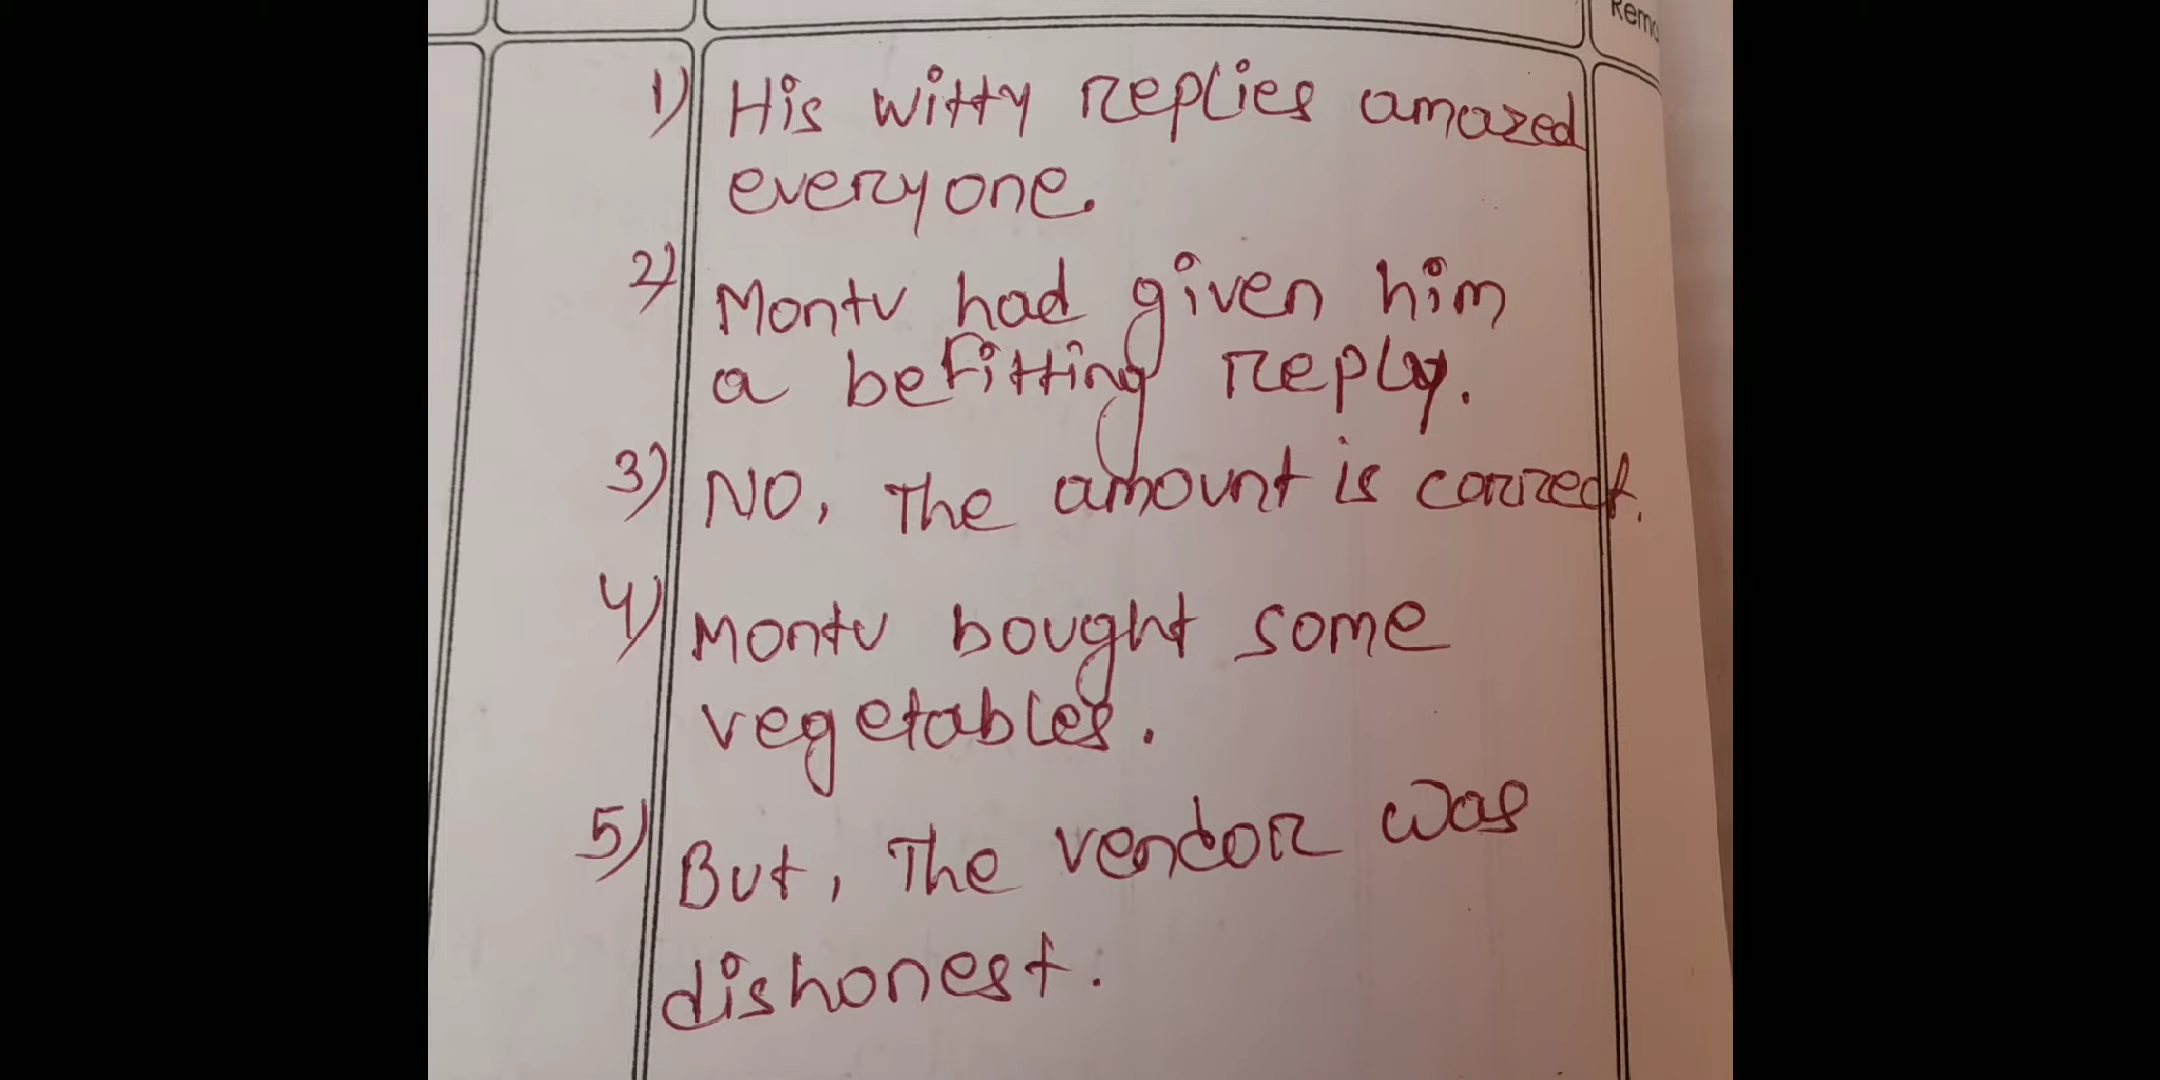 Rema
1) His witty replies amazed
everyone.
2) Montu had given him
a befitting reply.
3) NO, The amount is correct.
4) Montu bought some
vegetables.
5) But, The vendor was
dishonest.